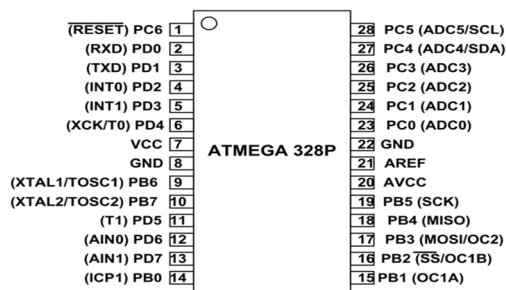 (RESET) PC6 1
(RXD) PD0 2
(TXD) PD1 3
(INT0) PD2 4
(INT1) PD3 5
(XCK/T0) PD4 6
VCC 7
GND 8
(XTAL1/TOSC1) PB6 9
(XTAL2/TOSC2) PB7 10
(T1) PD5 11
(AIN0) PD6 12
(AIN1) PD7 13
(ICP1) PB0 14
ATMEGA 328P
28 PC5 (ADC5/SCL)
27 PC4 (ADC4/SDA)
26 PC3 (ADC3)
25 PC2 (ADC2)
24 PC1 (ADC1)
23 PC0 (ADC0)
22 GND
21 AREF
20 AVCC
19 PB5 (SCK)
18 PB4 (MISO)
17 PB3 (MOSI/OC2)
16 PB2 (SS/OC1B)
15 PB1 (OC1A)